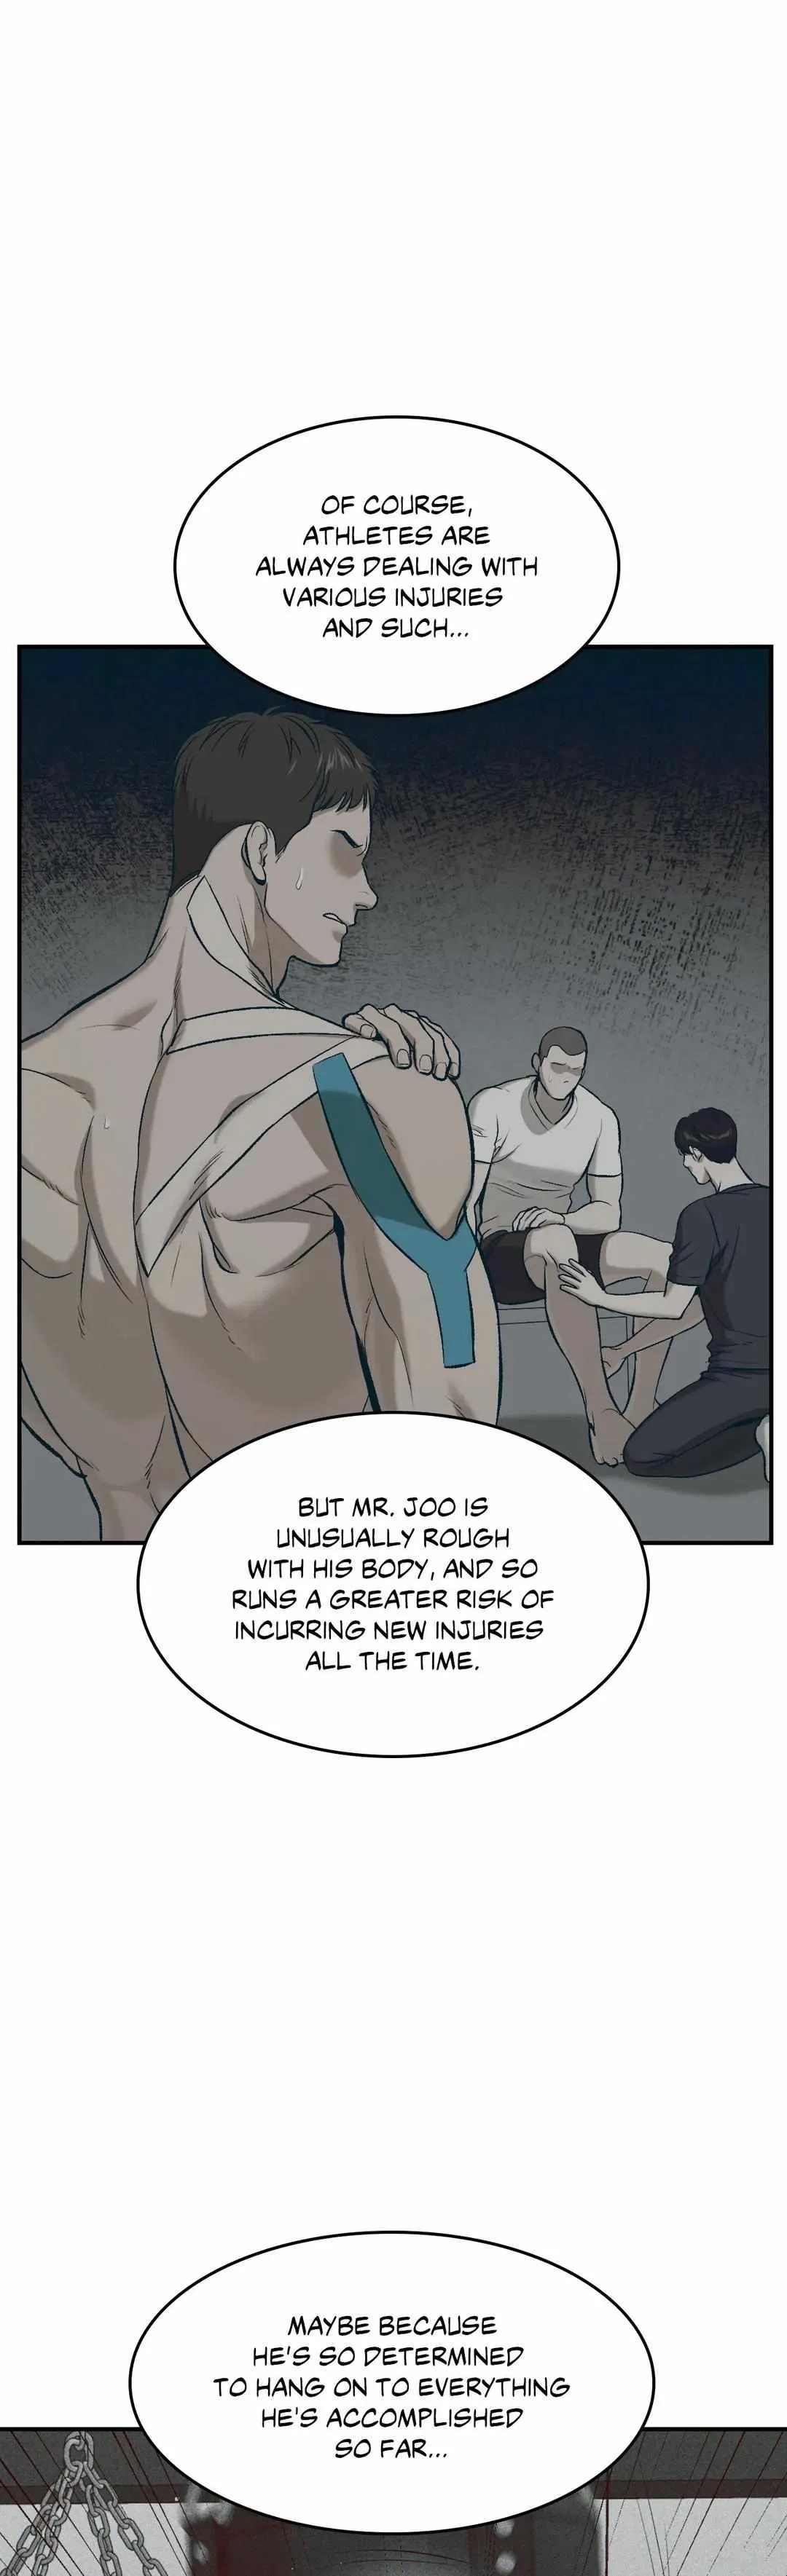 OF COURSE,
ATHLETES ARE
ALWAYS DEALING WITH
VARIOUS INJURIES
AND SUCH...
BUT MR. JOO IS
UNUSUALLY ROUGH
WITH HIS BODY, AND SO
RUNS A GREATER RISK OF
INCURRING NEW INJURIES
ALL THE TIME.
MAYBE BECAUSE
HE'S SO DETERMINED
TO HANG ON TO EVERYTHING
HE'S ACCOMPLISHED
SO FAR...